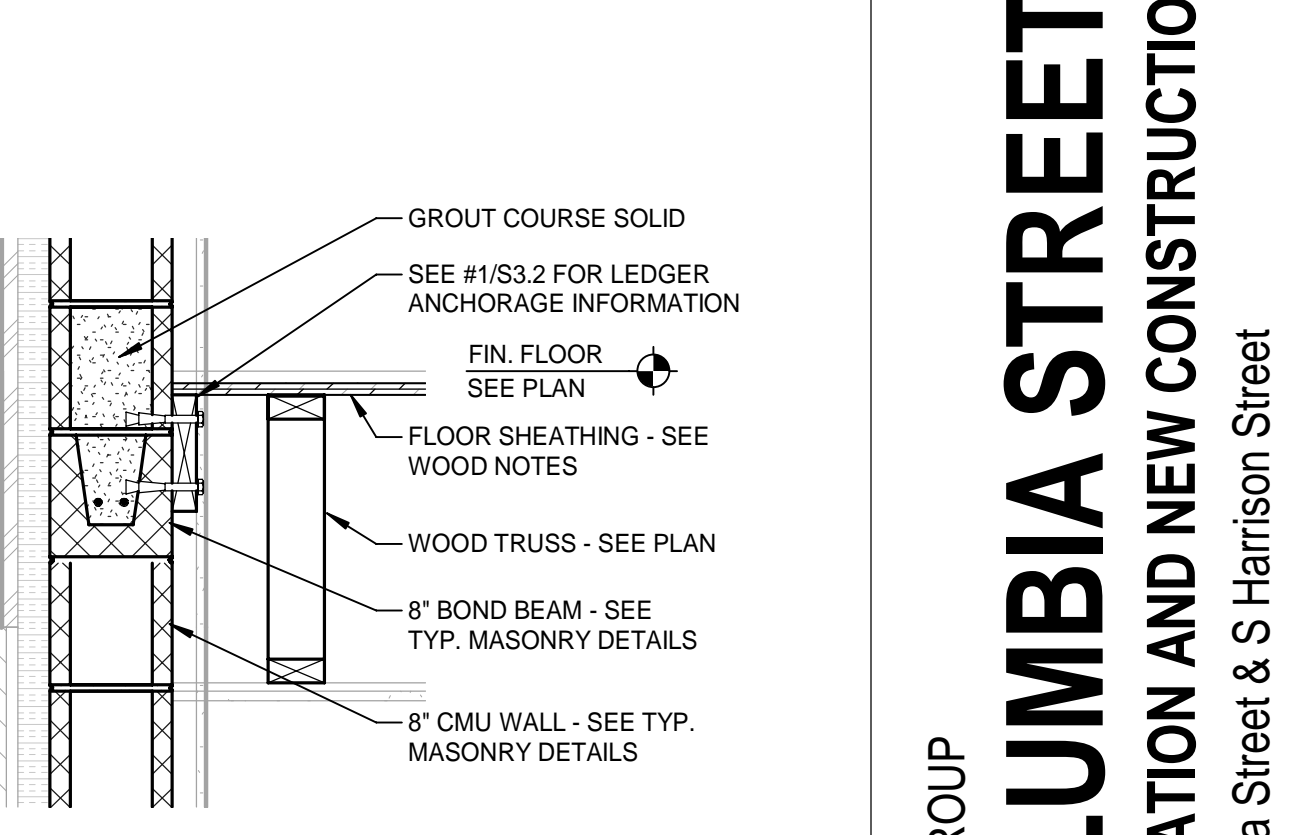 GROUT COURSE SOLID
SEE #1/S3.2 FOR LEDGER
ANCHORAGE INFORMATION
FIN. FLOOR
SEE PLAN
FLOOR SHEATHING - SEE
WOOD NOTES
WOOD TRUSS - SEE PLAN
8" BOND BEAM - SEE
TYP. MASONRY DETAILS
8" CMU WALL - SEE TYP.
MASONRY DETAILS
ROUP
LUMBIA STREET
ATION AND NEW CONSTRUCTIO
a Street & S Harrison Street